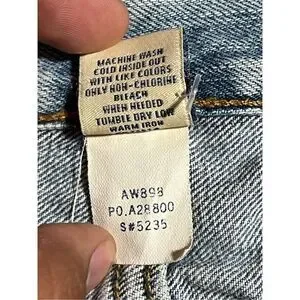 MACHINE WASH
COLD INSIDE OUT
WITH LIKE COLORS
ONLY NON-CHLORINE
BLEACH
WHEN NEEDED
TUMBLE DRY LOW
WARM IRON
AW898
PO.A28800
S#5235